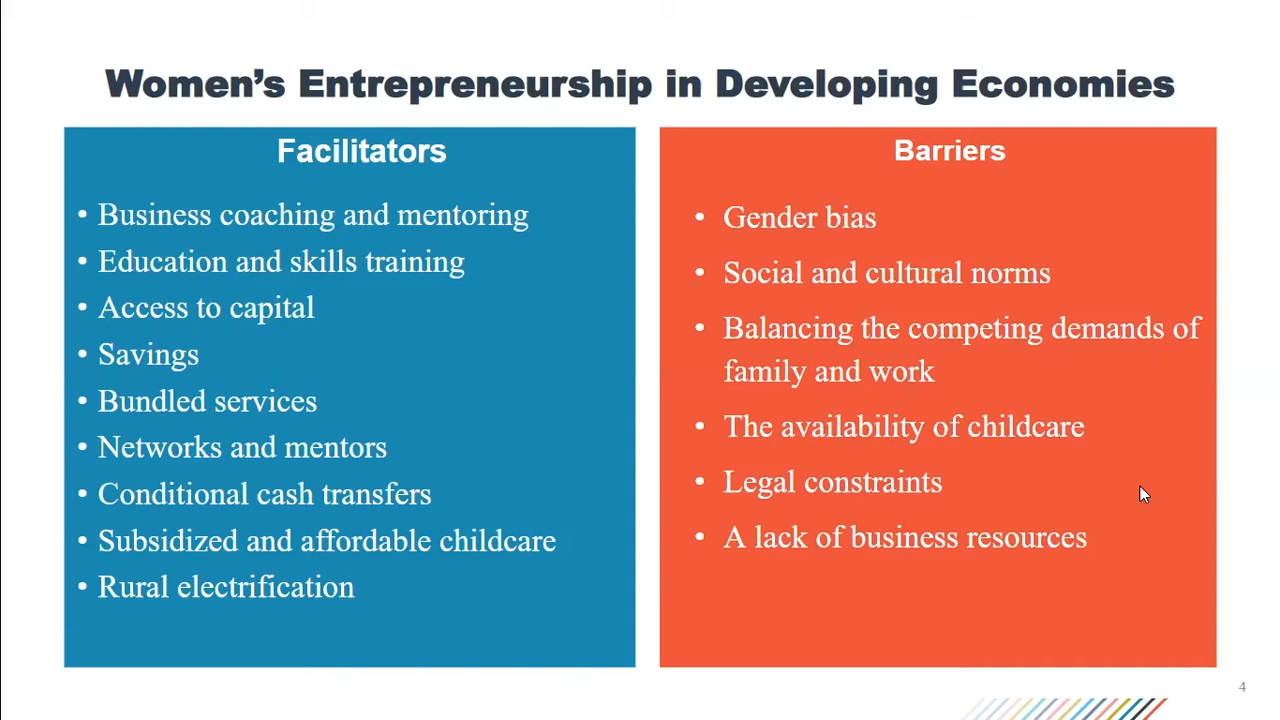 Women’s Entrepreneurship in Developing Economies
Facilitators
• Business coaching and mentoring
• Education and skills training
• Access to capital
• Savings
• Bundled services
• Networks and mentors
• Conditional cash transfers
• Subsidized and affordable childcare
• Rural electrification
Barriers
• Gender bias
• Social and cultural norms
• Balancing the competing demands of
family and work
• The availability of childcare
• Legal constraints
• A lack of business resources
4